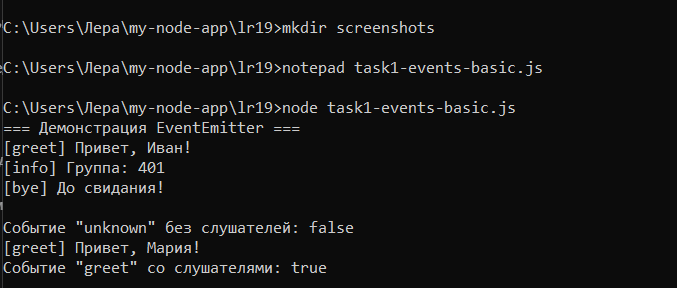 C:\Users\Лера\my-node-app\lr19>mkdir screenshots
C:\Users\Лера\my-node-app\lr19>notepad task1-events-basic.js
C:\Users\Лера\my-node-app\lr19>node task1-events-basic.js
=== Демонстрация EventEmitter ===
[greet] Привет, Иван!
[info] Группа: 401
[bye] До свидания!
Событие "unknown" без слушателей: false
[greet] Привет, Мария!
Событие "greet" со слушателями: true